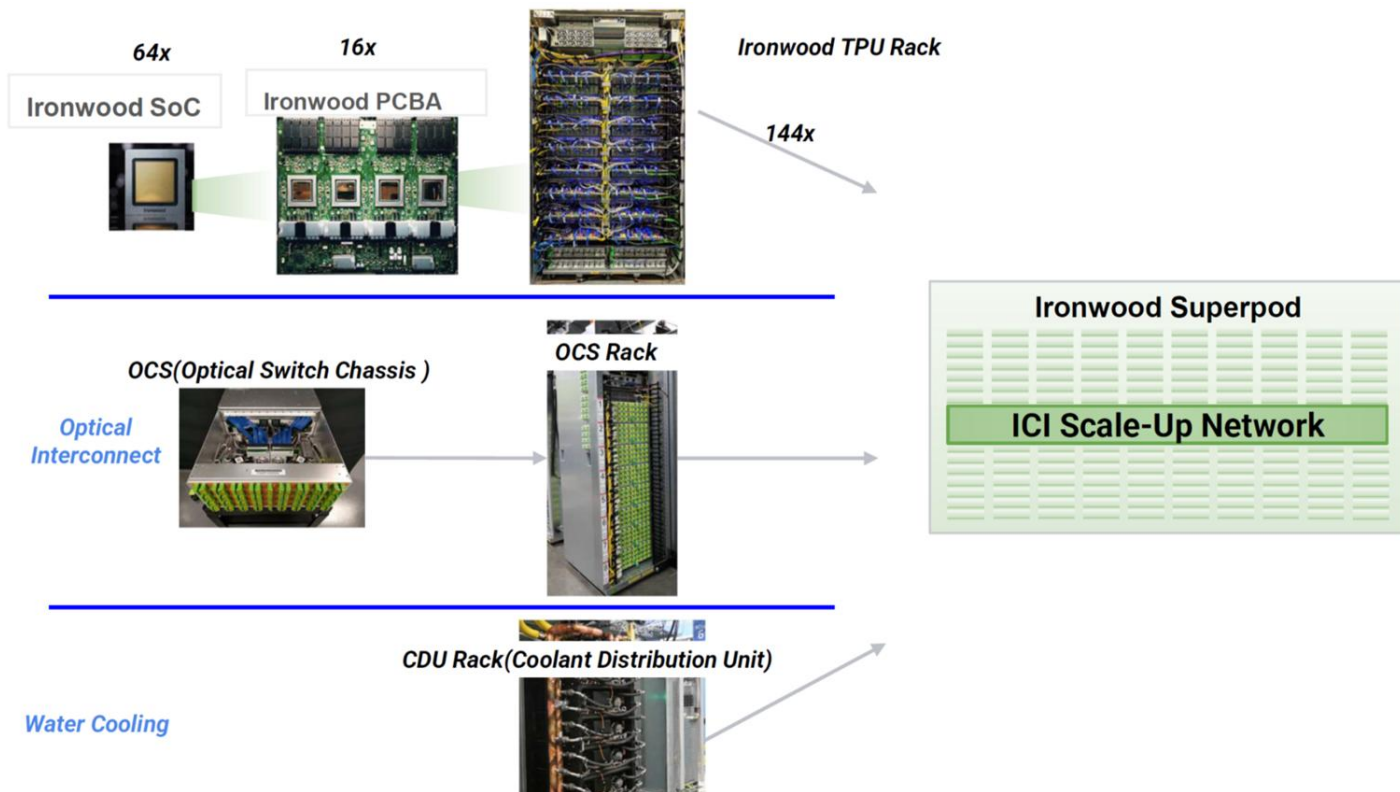 64x
16x
Ironwood TPU Rack
Ironwood SoC
Ironwood PCBA
144x
Ironwood Superpod
OCS Rack
OCS(Optical Switch Chassis )
ICI Scale-Up Network
Optical
Interconnect
CDU Rack(Coolant Distribution Unit)
Water Cooling